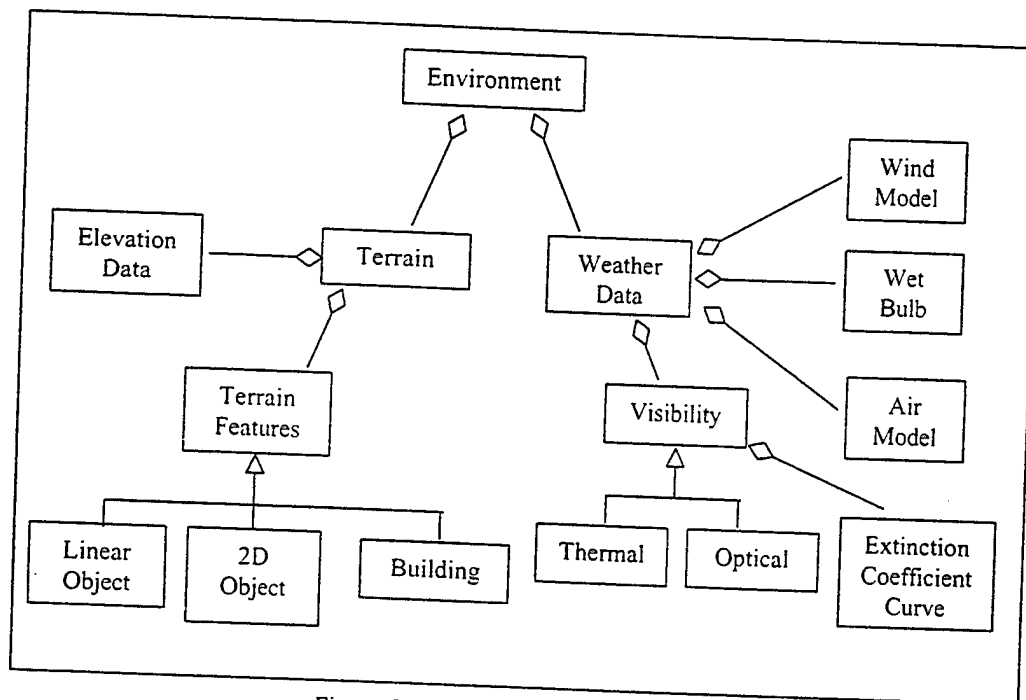 Environment
Wind
Model
Elevation
Data
Terrain
Weather
Data
Wet
Bulb
Terrain
Features
Visibility
Air
Model
Linear
Object
2D
Object
Building
Thermal
Optical
Extinction
Coefficient
Curve